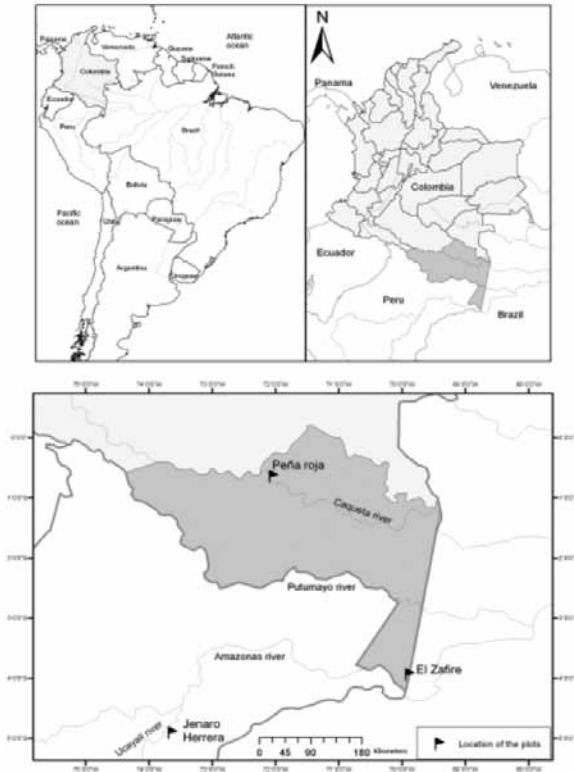 Panama
Venezuela
Guyana
Suriname
French
Guiana
Atlantic
ocean
Colombia
Ecuador
Peru
Brazil
Bolivia
Pacific
ocean
Chile
Paraguay
Argentina
Uruguay
N
Panama
Venezuela
Colombia
Ecuador
Peru
Brazil
Peña roja
Caqueta river
Putumayo river
Amazonas river
El Zafire
Ucayali river
Jenaro
Herrera
0 45 90 180
Kilometers
Location of the plots